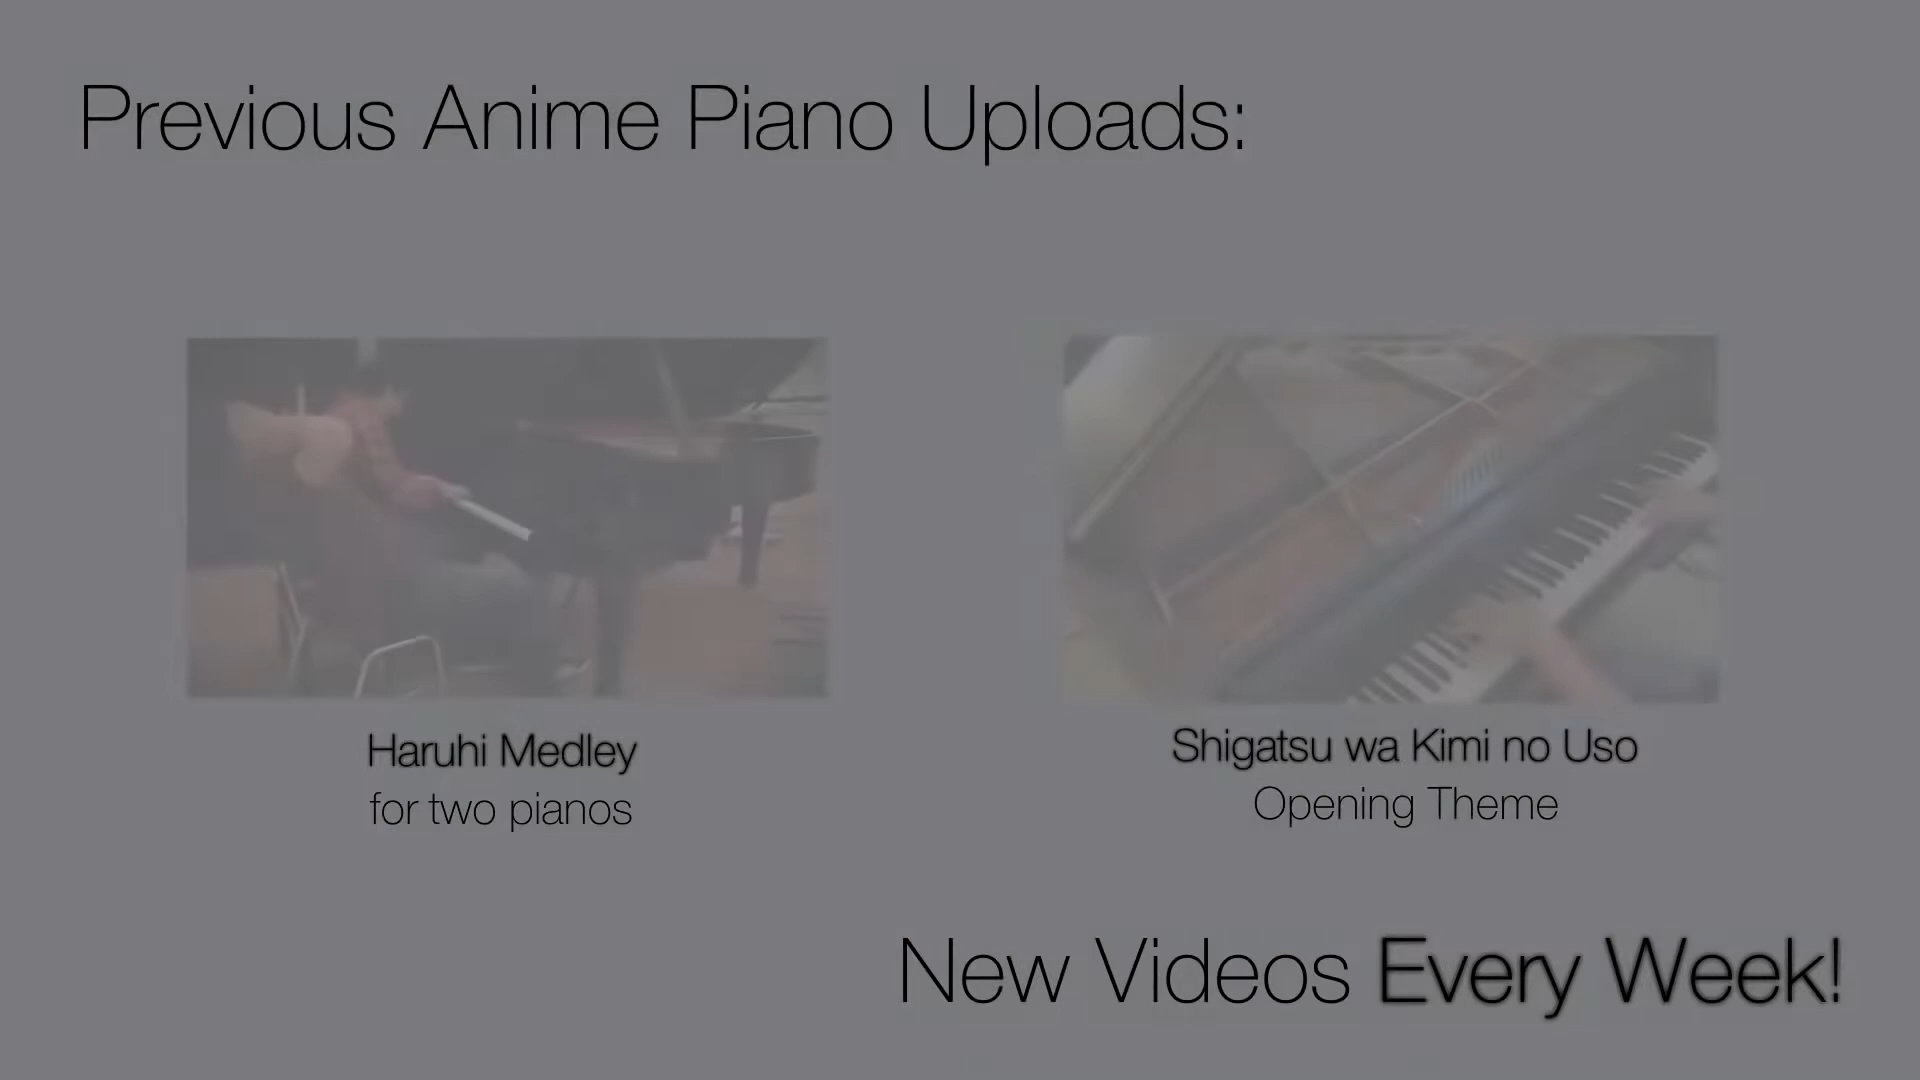 Previous Anime Piano Uploads:
Haruhi Medley
for two pianos
Shigatsu wa Kimi no Uso
Opening Theme
New Videos Every Week!